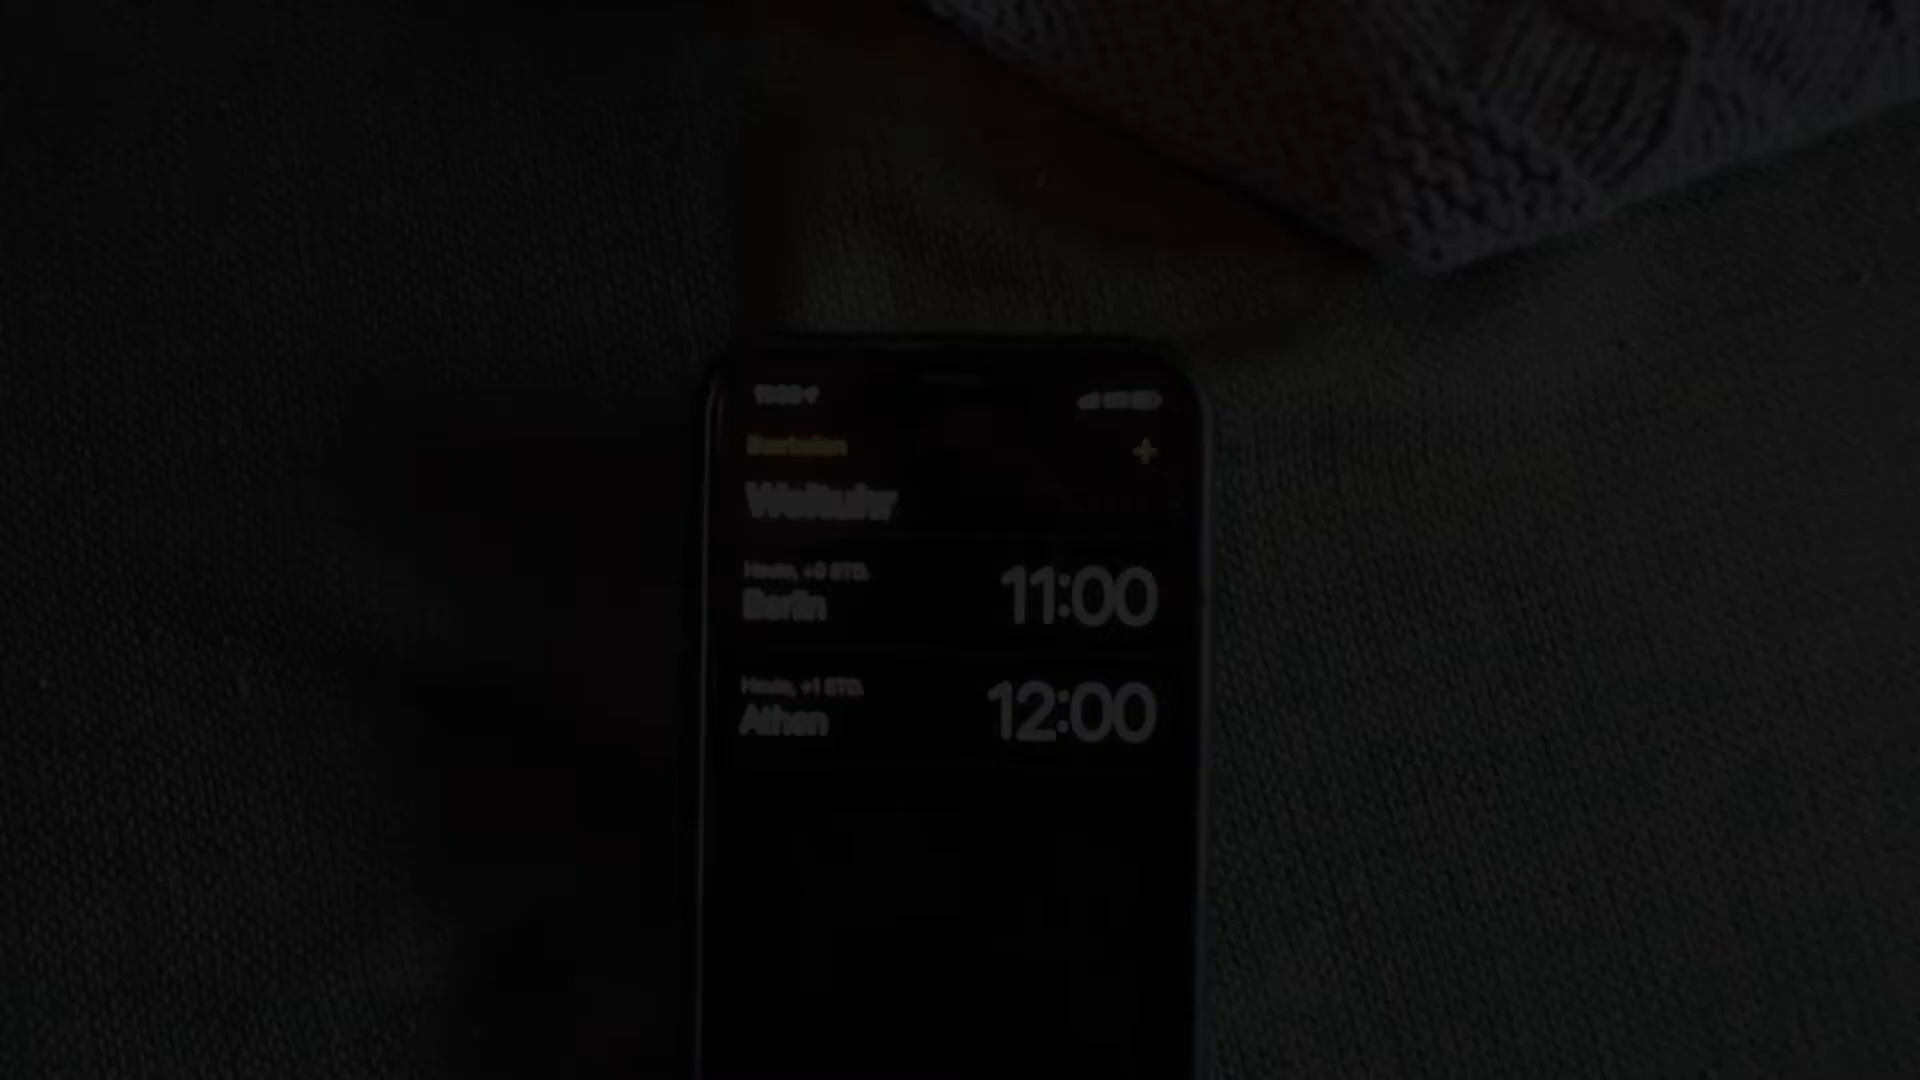 Bearbeiten
Weltuhr
Heute, +0 STD.
Berlin
11:00
Heute, +1 STD.
Athen
12:00